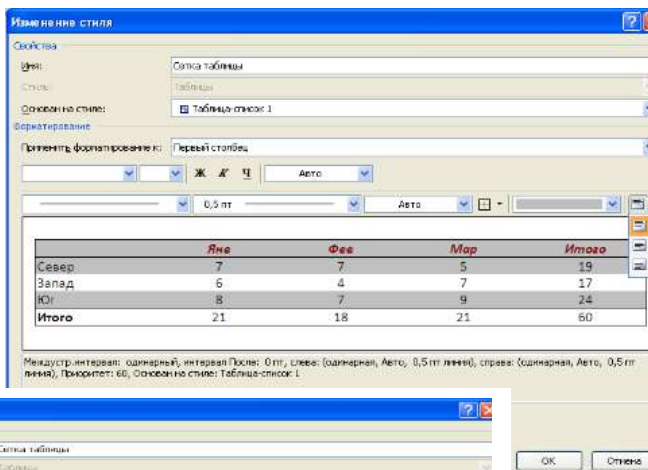 Изменение стиля
Свойства
Имя: Сетка таблицы
Стиль: Таблицы
Основан на стиле: Таблица-список 1
Форматирование
Применить форматирование к: Первый столбец
Ж К Ч Авто
0,5 пт Авто
Янв Фев Мар Итого
Север 7 7 5 19
Запад 6 4 7 17
Юг 8 7 9 24
Итого 21 18 21 60
Междустр.интервал: одинарный, интервал После: 0 пт, слева: (одинарная, Авто, 0,5 пт линия), справа: (одинарная, Авто, 0,5 пт
линия), Приоритет: 60, Основан на стиле: Таблица-список 1
Сетка таблицы
Таблицы
ОК Отмена